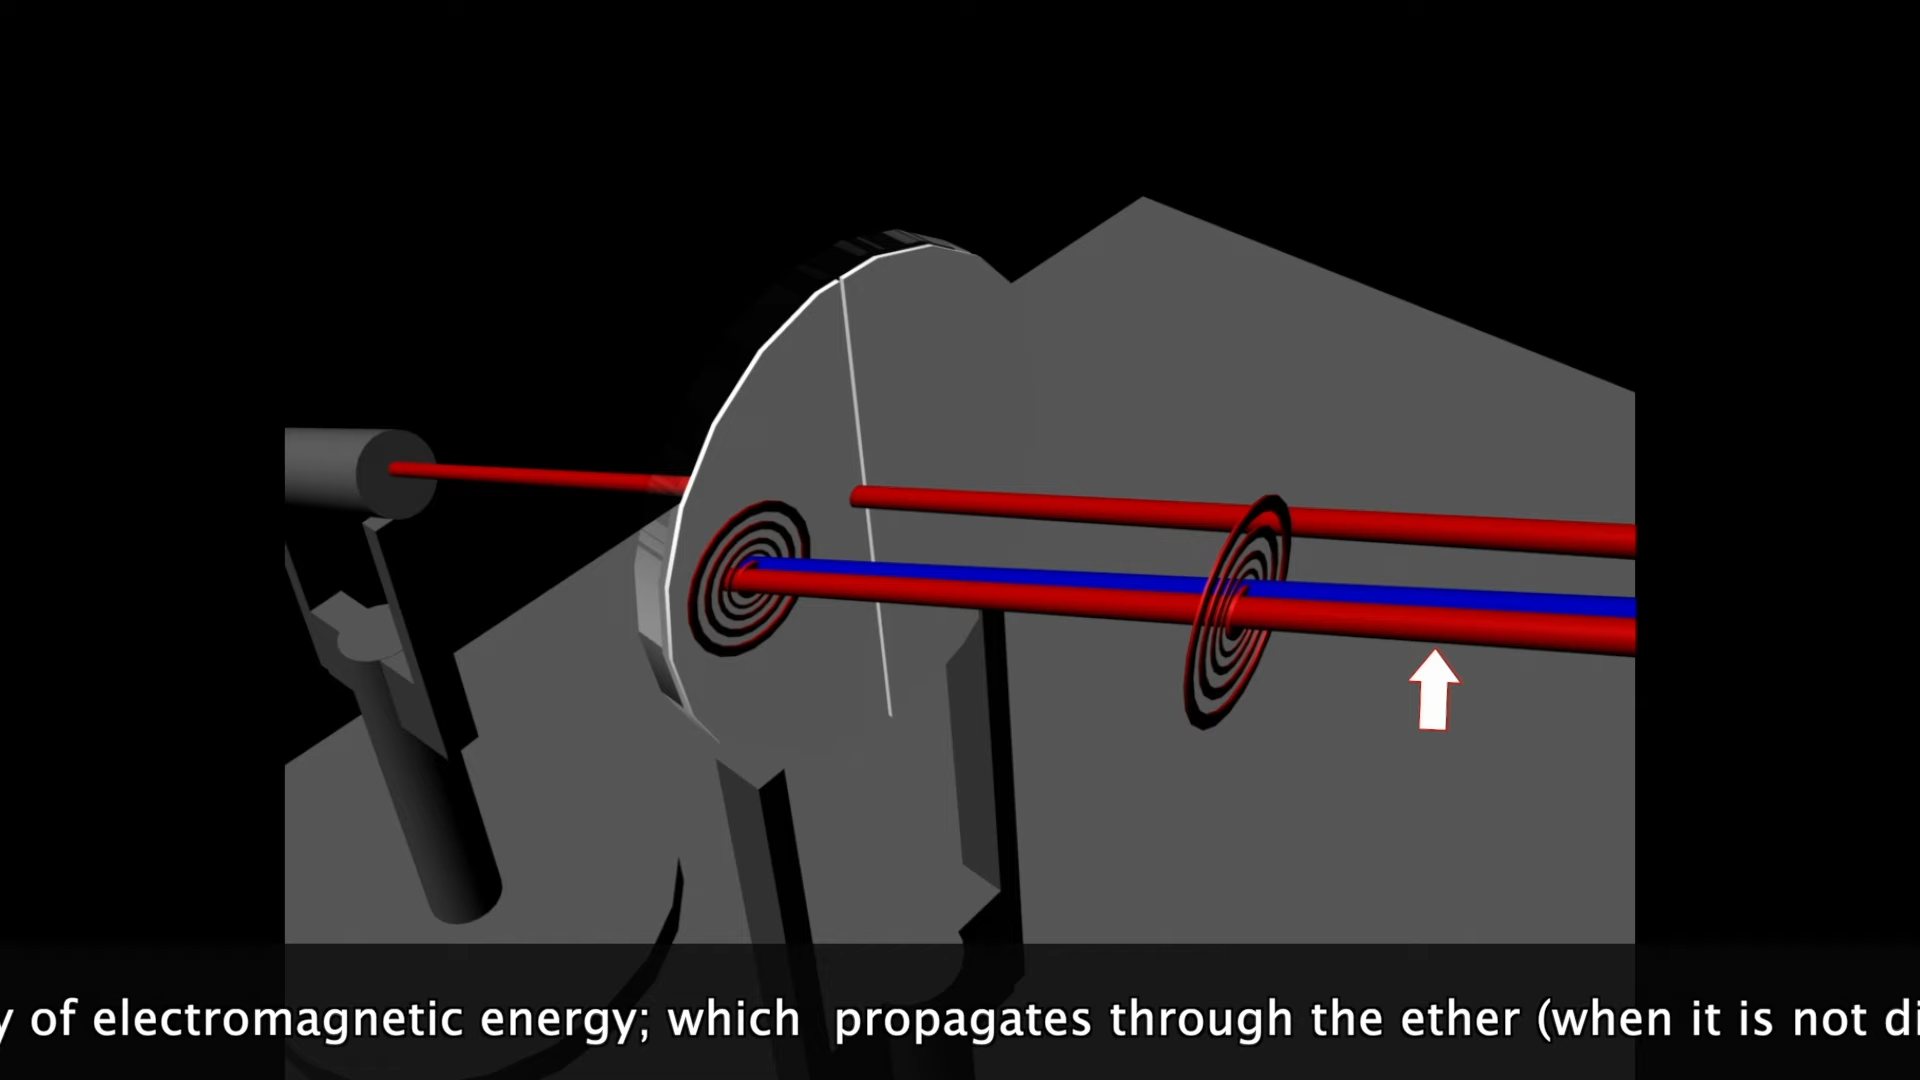 of electromagnetic energy; which propagates through the ether (when it is not